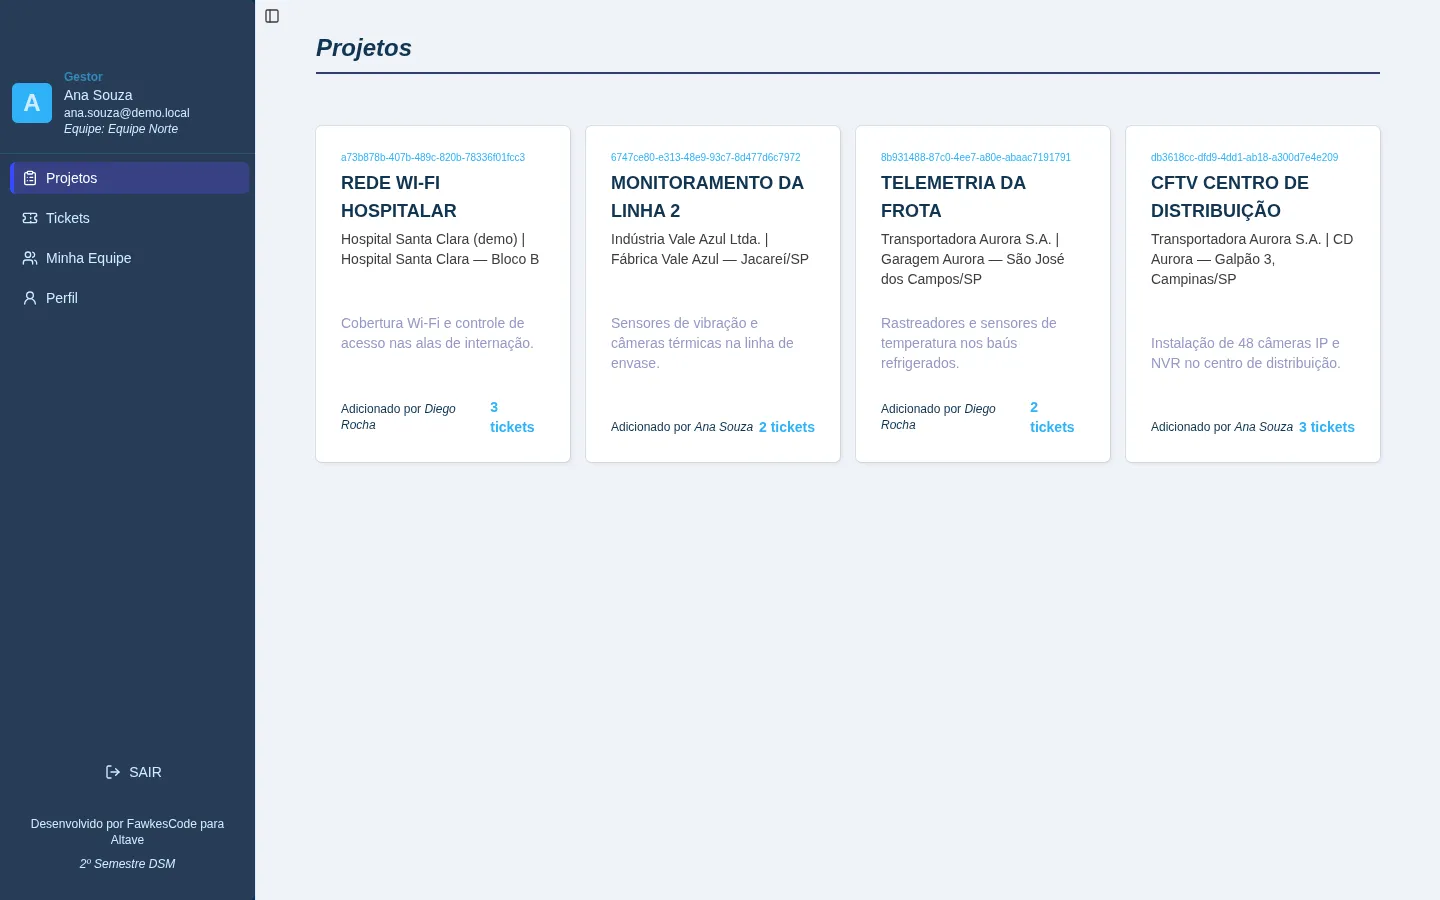 Gestor
A
Ana Souza
ana.souza@demo.local
Equipe: Equipe Norte
Projetos
Tickets
Minha Equipe
Perfil
SAIR
Desenvolvido por FawkesCode para
Altave
2º Semestre DSM
Projetos
a73b878b-407b-489c-820b-78336f01fcc3
REDE WI-FI
HOSPITALAR
Hospital Santa Clara (demo) |
Hospital Santa Clara — Bloco B
Cobertura Wi-Fi e controle de
acesso nas alas de internação.
Adicionado por Diego
Rocha
3
tickets
6747ce80-e313-48e9-93c7-8d477d6c7972
MONITORAMENTO DA
LINHA 2
Indústria Vale Azul Ltda. |
Fábrica Vale Azul — Jacareí/SP
Sensores de vibração e
câmeras térmicas na linha de
envase.
Adicionado por Ana Souza 2 tickets
8b931488-87c0-4ee7-a80e-abaac7191791
TELEMETRIA DA
FROTA
Transportadora Aurora S.A. |
Garagem Aurora — São José
dos Campos/SP
Rastreadores e sensores de
temperatura nos baús
refrigerados.
Adicionado por Diego
Rocha
2
tickets
db3618cc-dfd9-4dd1-ab18-a300d7e4e209
CFTV CENTRO DE
DISTRIBUIÇÃO
Transportadora Aurora S.A. | CD
Aurora — Galpão 3,
Campinas/SP
Instalação de 48 câmeras IP e
NVR no centro de distribuição.
Adicionado por Ana Souza 3 tickets